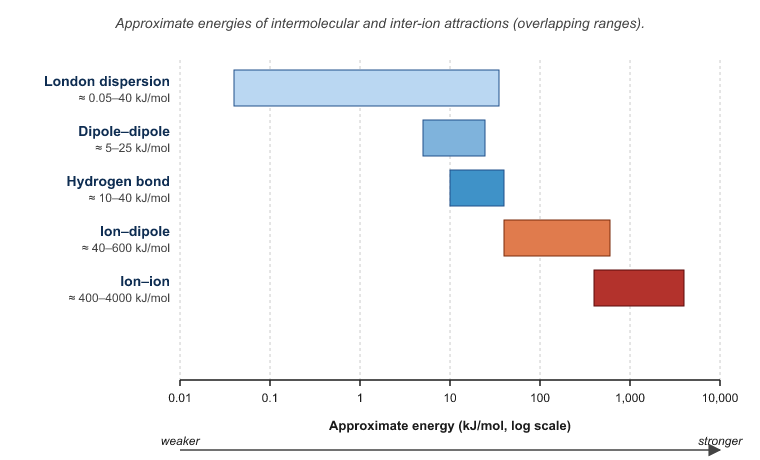 Approximate energies of intermolecular and inter-ion attractions (overlapping ranges).
London dispersion
≈ 0.05–40 kJ/mol
Dipole–dipole
≈ 5–25 kJ/mol
Hydrogen bond
≈ 10–40 kJ/mol
Ion–dipole
≈ 40–600 kJ/mol
Ion–ion
≈ 400–4000 kJ/mol
0.01 0.1 1 10 100 1,000 10,000
Approximate energy (kJ/mol, log scale)
weaker stronger